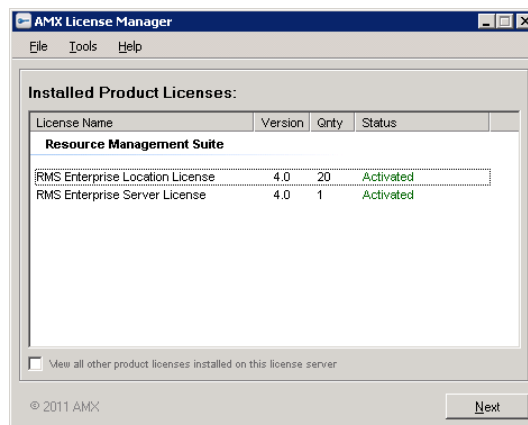 AMX License Manager
File Tools Help
Installed Product Licenses:
License Name Version Qnty Status
Resource Management Suite
RMS Enterprise Location License 4.0 20 Activated
RMS Enterprise Server License 4.0 1 Activated
View all other product licenses installed on this license server
© 2011 AMX
Next